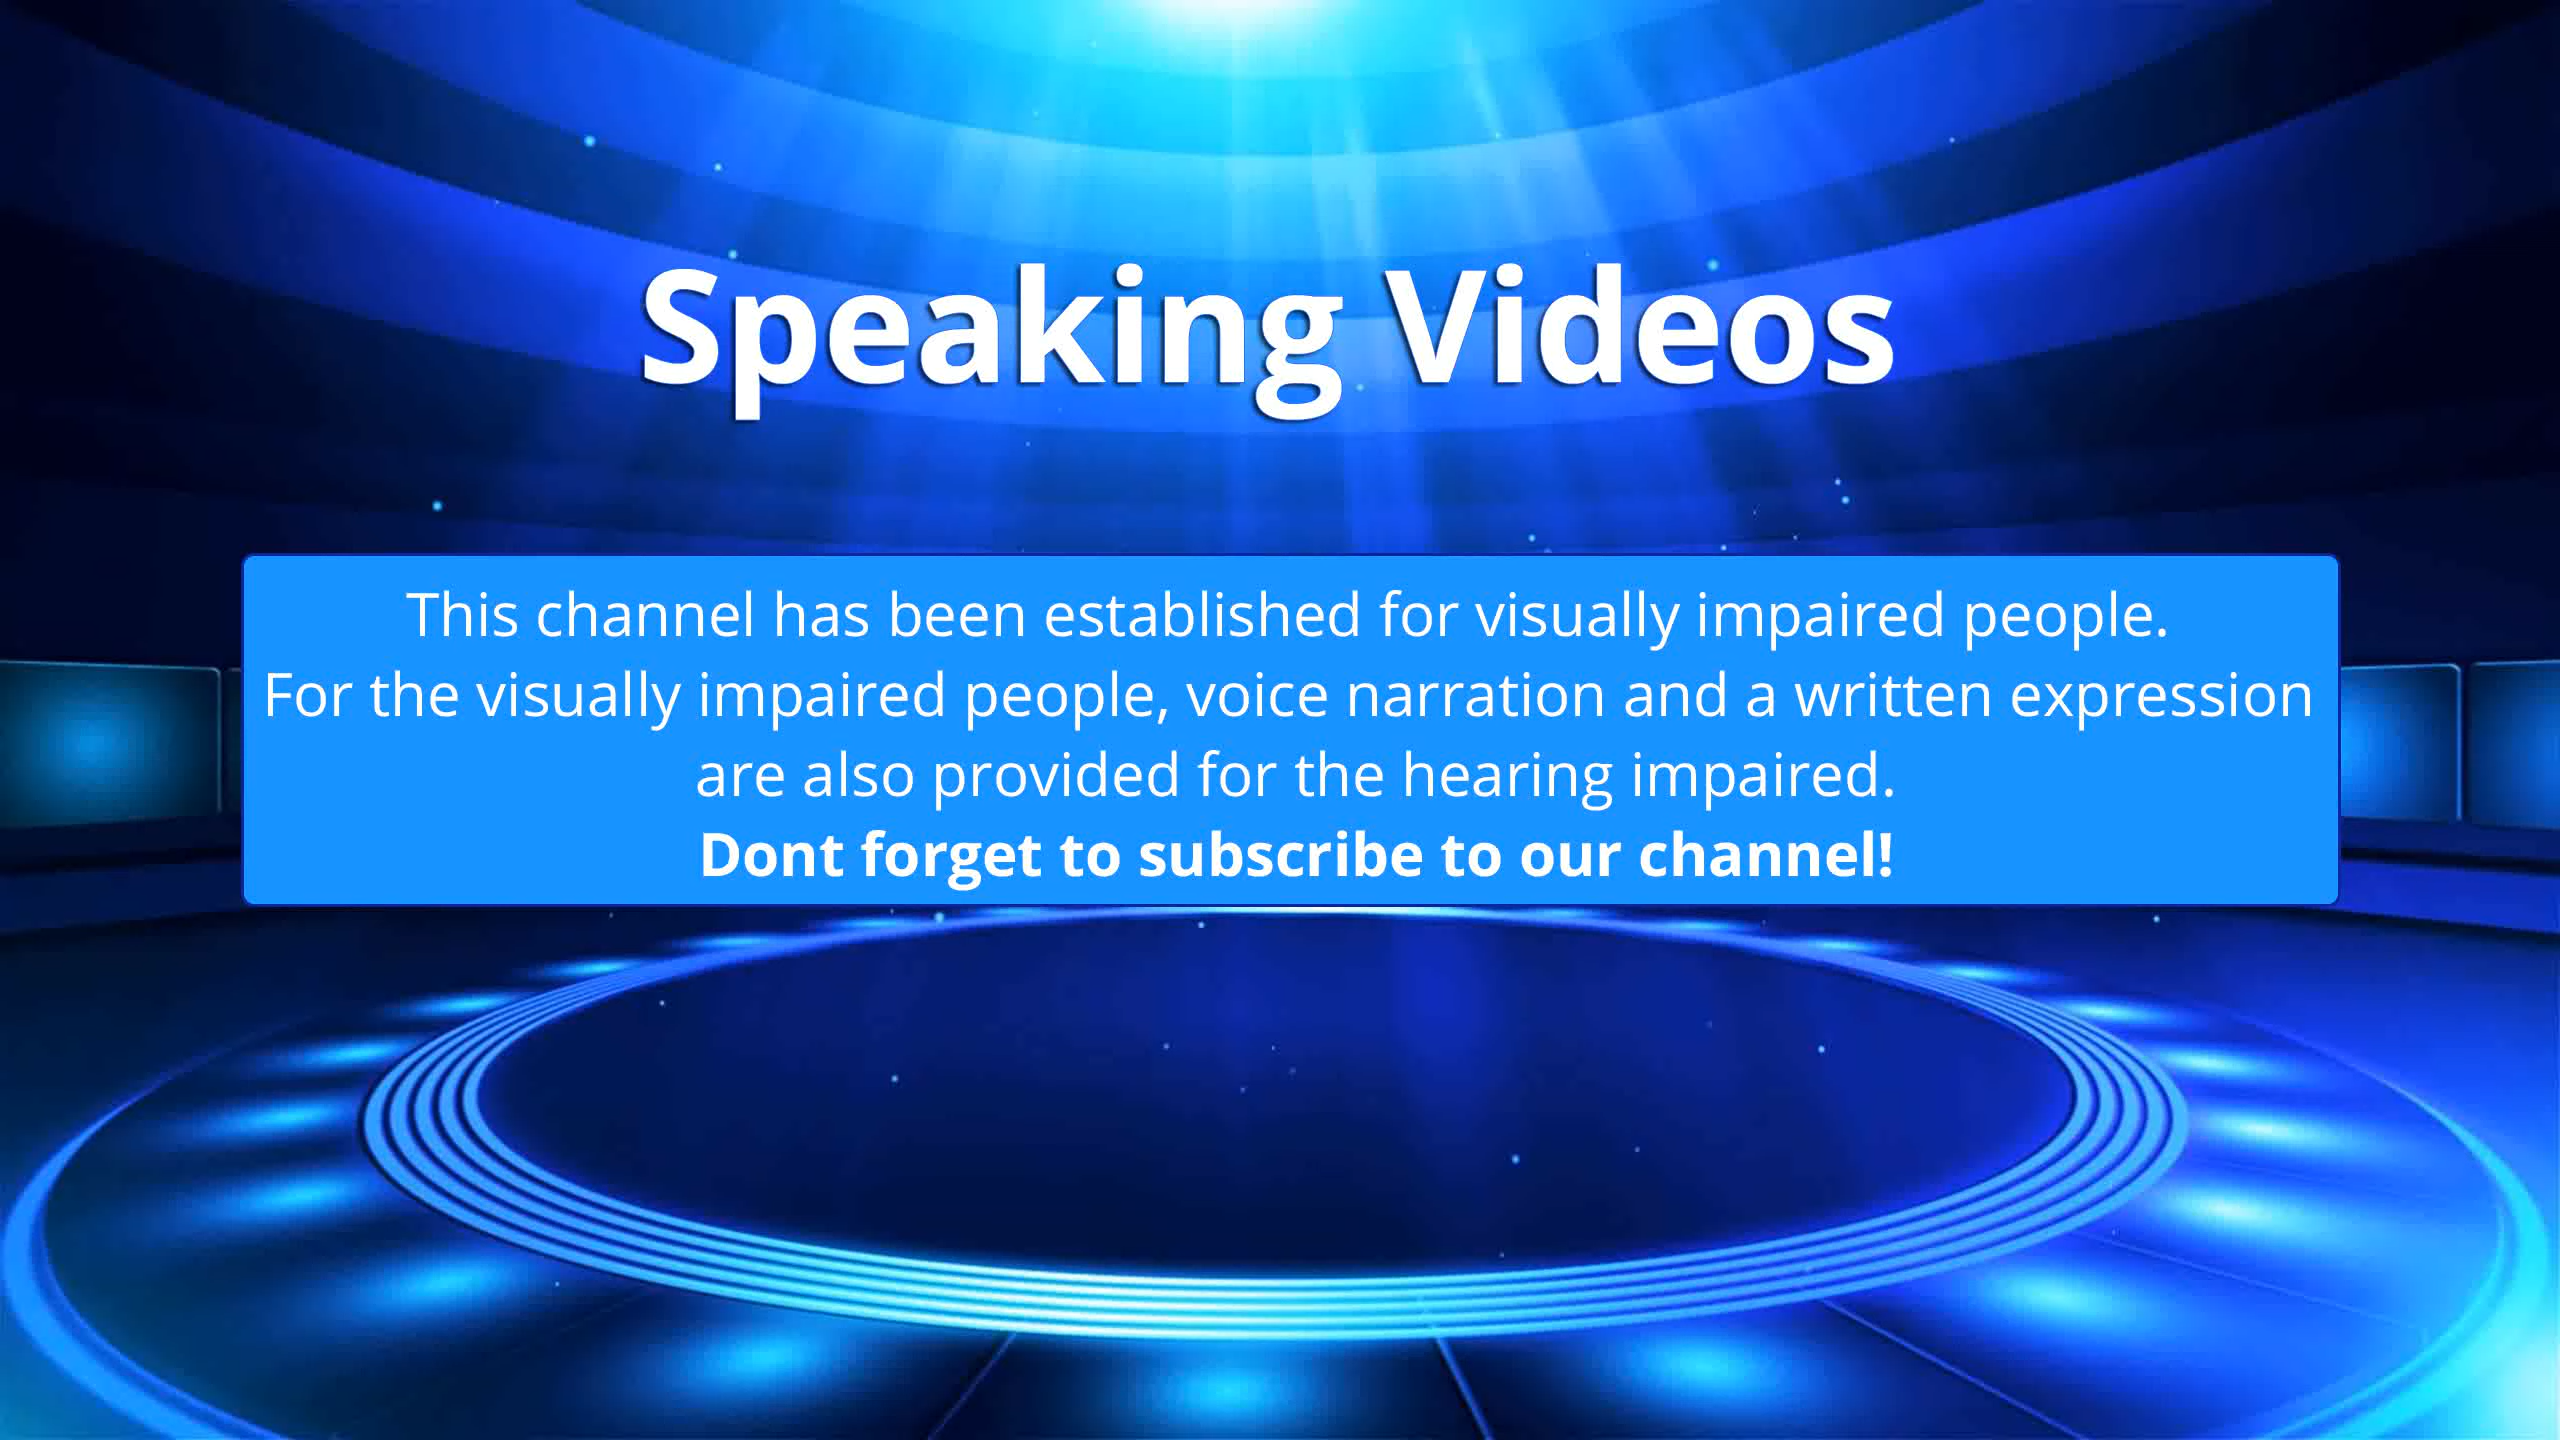 Speaking Videos
This channel has been established for visually impaired people.
For the visually impaired people, voice narration and a written expression
are also provided for the hearing impaired.
Dont forget to subscribe to our channel!